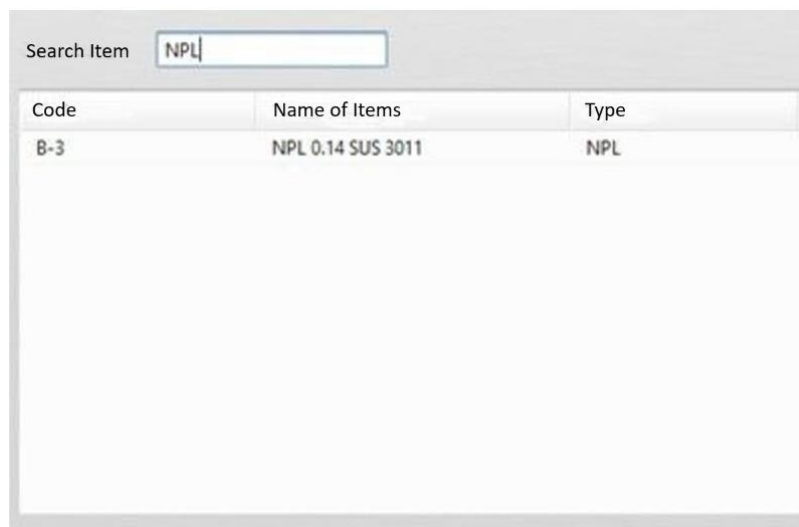 Search Item NPL
Code Name of Items Type
B-3 NPL 0.14 SUS 3011 NPL